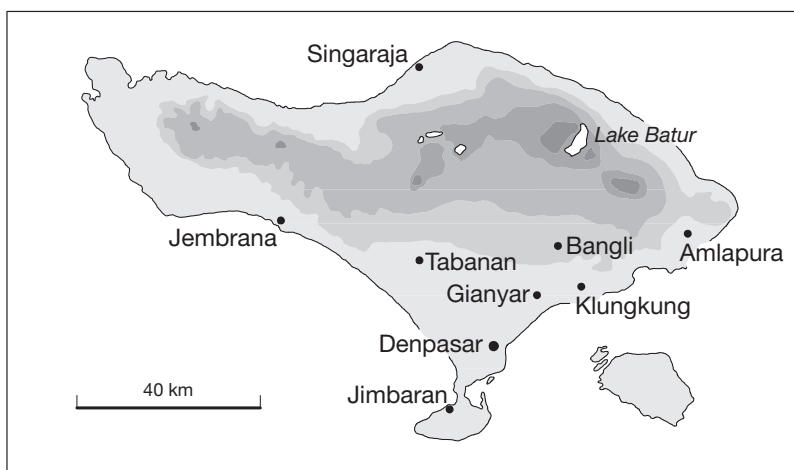 Singaraja
Lake Batur
Jembrana
Bangli
Amlapura
Tabanan
Gianyar
Klungkung
Denpasar
40 km
Jimbaran